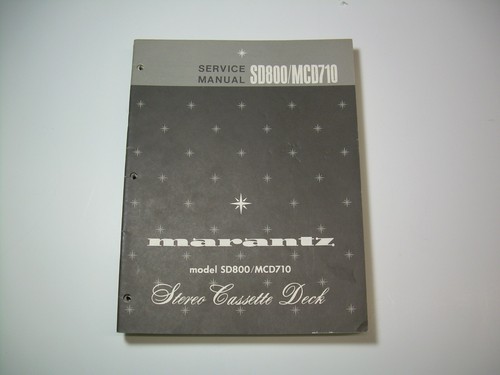 SERVICE
MANUAL SD800/MCD710
marantz
model SD800/MCD710
Stereo Cassette Deck